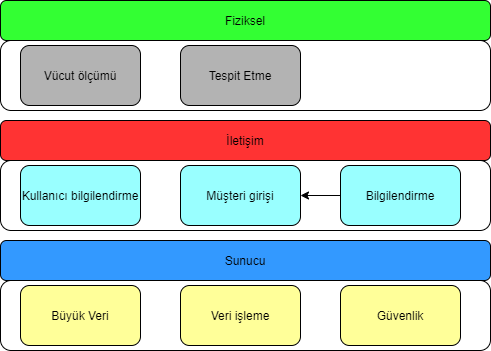 Fiziksel
Vücut ölçümü
Tespit Etme
İletişim
Kullanıcı bilgilendirme
Müşteri girişi
Bilgilendirme
Sunucu
Büyük Veri
Veri işleme
Güvenlik